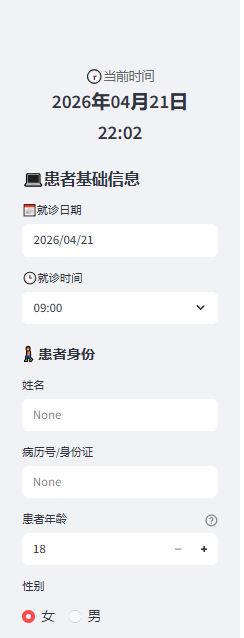 当前时间
2026年04月21日
22:02
患者基础信息
就诊日期
2026/04/21
就诊时间
09:00
患者身份
姓名
None
病历号/身份证
None
患者年龄
18
性别
女 男